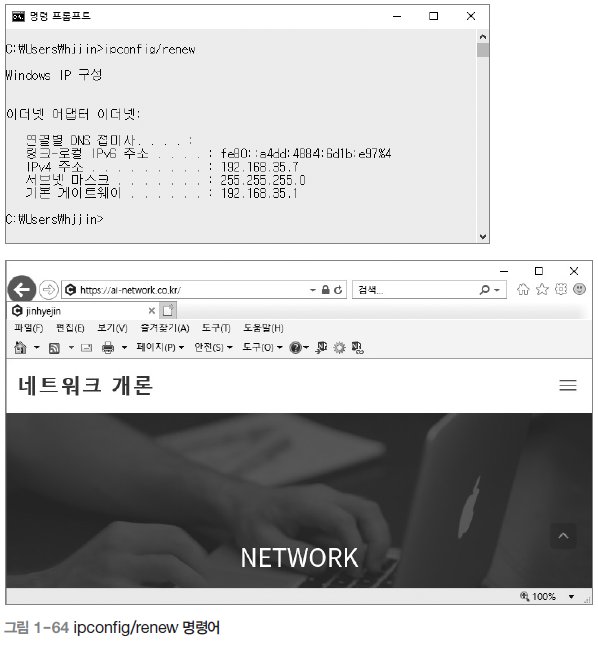 명령 프롬프트
C:\Users\hjjin>ipconfig/renew
Windows IP 구성
이더넷 어댑터 이더넷:
연결별 DNS 접미사. . . . :
링크-로컬 IPv6 주소 . . . . : fe80::a4dd:4884:6d1b:e97%4
IPv4 주소 . . . . . . . . . : 192.168.35.7
서브넷 마스크 . . . . . . . : 255.255.255.0
기본 게이트웨이 . . . . . . : 192.168.35.1
C:\Users\hjjin>
https://ai-network.co.kr/
검색...
jinhyejin
파일(F) 편집(E) 보기(V) 즐겨찾기(A) 도구(T) 도움말(H)
페이지(P) 안전(S) 도구(O)
네트워크 개론
NETWORK
100%
그림 1-64 ipconfig/renew 명령어